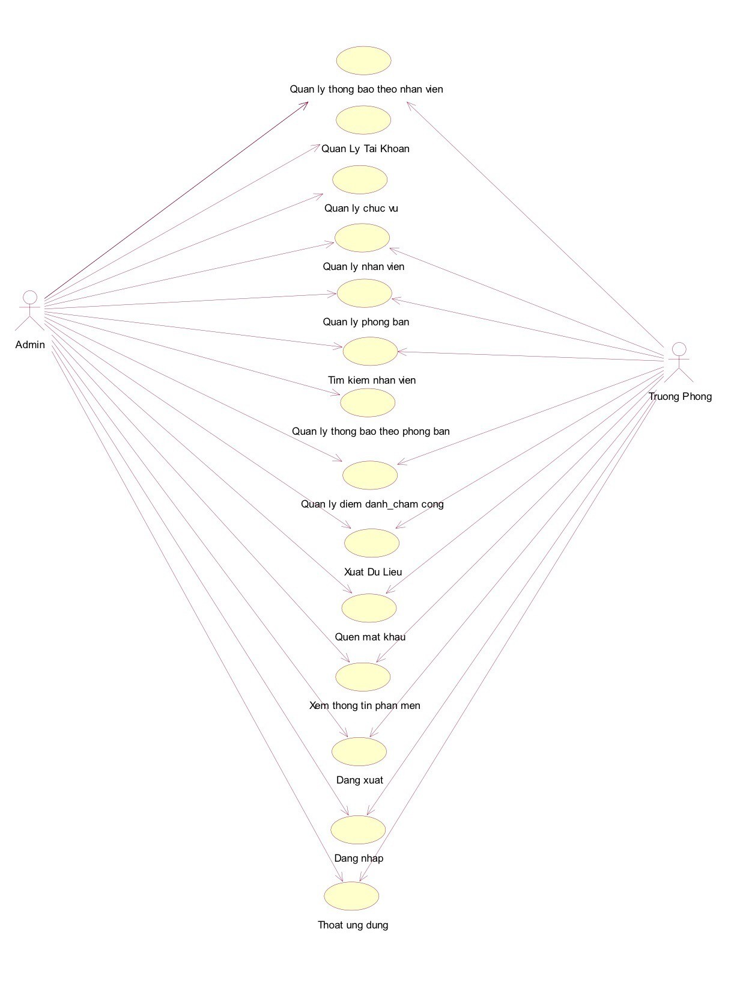 Quan ly thong bao theo nhan vien
Quan Ly Tai Khoan
Quan ly chuc vu
Quan ly nhan vien
Quan ly phong ban
Admin
Tim kiem nhan vien
Truong Phong
Quan ly thong bao theo phong ban
Quan ly diem danh_cham cong
Xuat Du Lieu
Quen mat khau
Xem thong tin phan men
Dang xuat
Dang nhap
Thoat ung dung